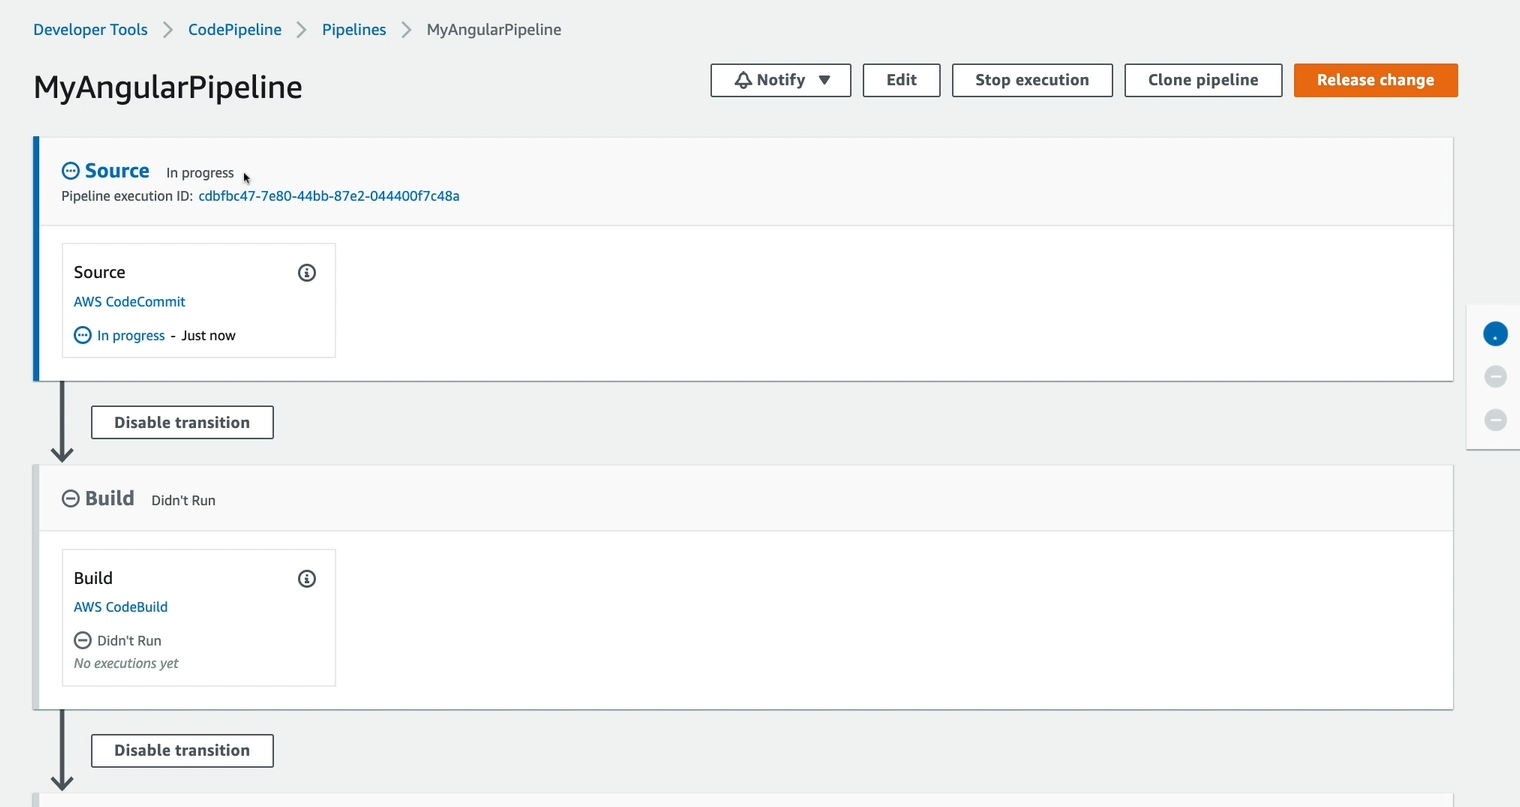 Developer Tools > CodePipeline > Pipelines > MyAngularPipeline
MyAngularPipeline
Notify ▼ Edit Stop execution Clone pipeline Release change
Source In progress
Pipeline execution ID: cdbfbc47-7e80-44bb-87e2-044400f7c48a
Source
AWS CodeCommit
In progress - Just now
Disable transition
Build Didn't Run
Build
AWS CodeBuild
Didn't Run
No executions yet
Disable transition